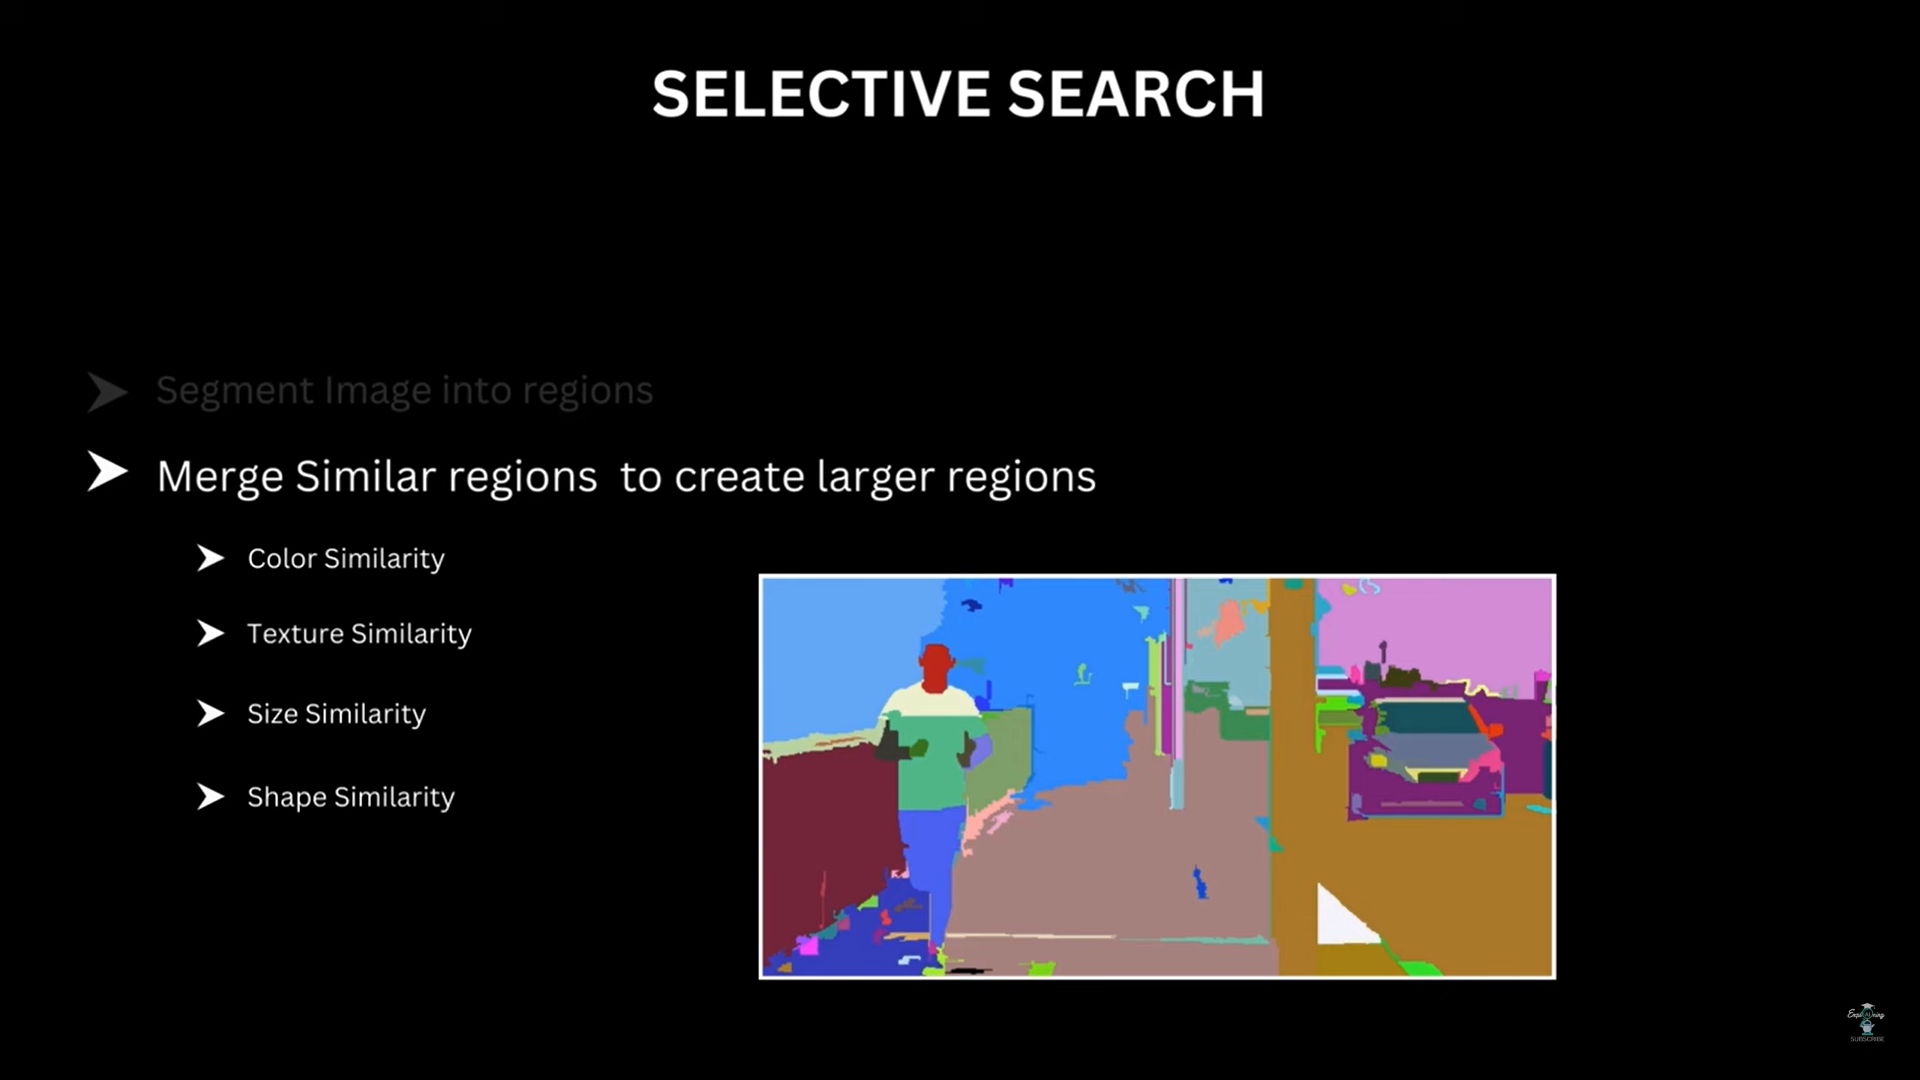 SELECTIVE SEARCH
Segment Image into regions
Merge Similar regions to create larger regions
Color Similarity
Texture Similarity
Size Similarity
Shape Similarity
SUBSCRIBE